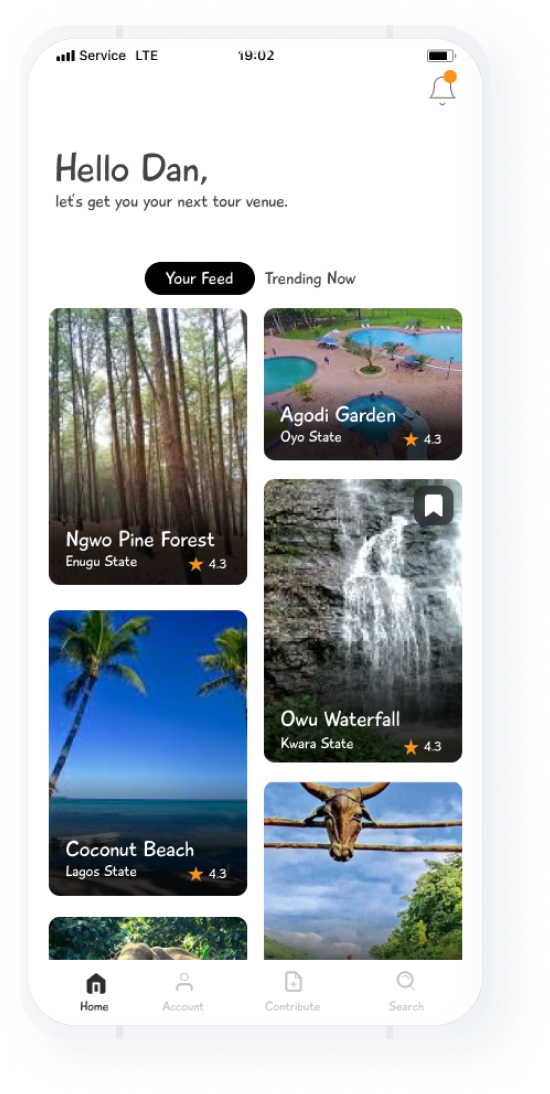 Service LTE 19:02
Hello Dan,
let's get you your next tour venue.
Your Feed Trending Now
Agodi Garden
Oyo State 4.3
Ngwo Pine Forest
Enugu State 4.3
Owu Waterfall
Kwara State 4.3
Coconut Beach
Lagos State 4.3
Home Account Contribute Search